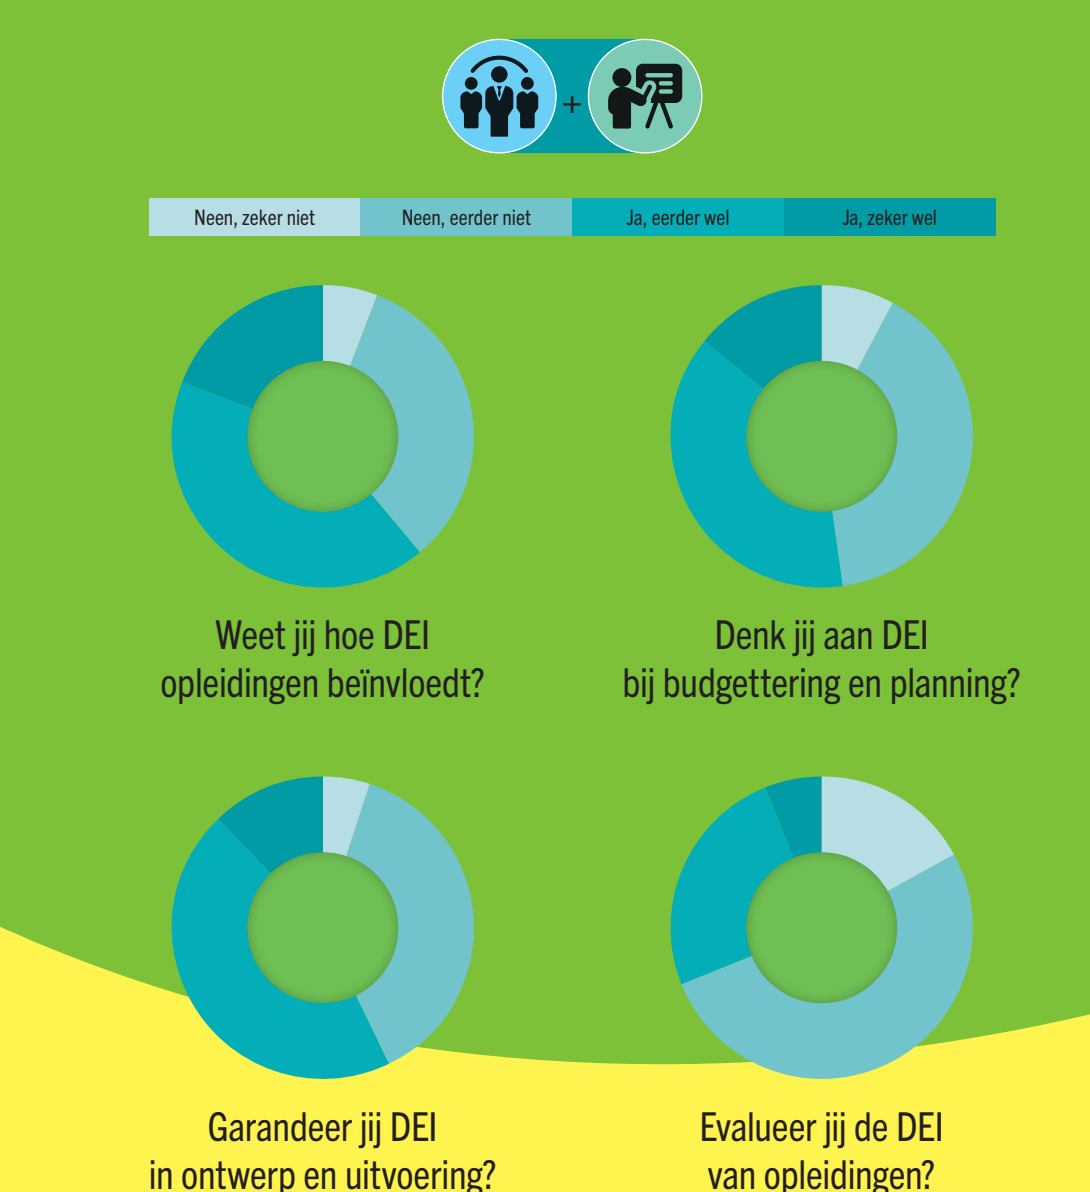 +
Neen, zeker niet
Neen, eerder niet
Ja, eerder wel
Ja, zeker wel
Weet jij hoe DEI
opleidingen beïnvloedt?
Denk jij aan DEI
bij budgettering en planning?
Garandeer jij DEI
in ontwerp en uitvoering?
Evalueer jij de DEI
van opleidingen?